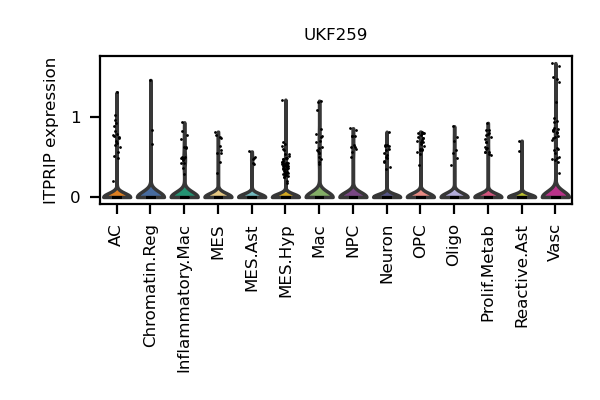 UKF259
ITPRIP expression
1
0
AC
Chromatin.Reg
Inflammatory.Mac
MES
MES.Ast
MES.Hyp
Mac
NPC
Neuron
OPC
Oligo
Prolif.Metab
Reactive.Ast
Vasc